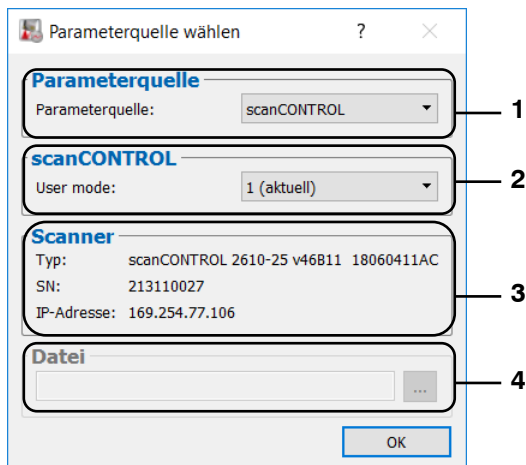 Parameterquelle wählen ?
Parameterquelle
Parameterquelle: scanCONTROL 1
scanCONTROL
User mode: 1 (aktuell) 2
Scanner
Typ: scanCONTROL 2610-25 v46B11 18060411AC
SN: 213110027
3
IP-Adresse: 169.254.77.106
Datei
... 4
OK